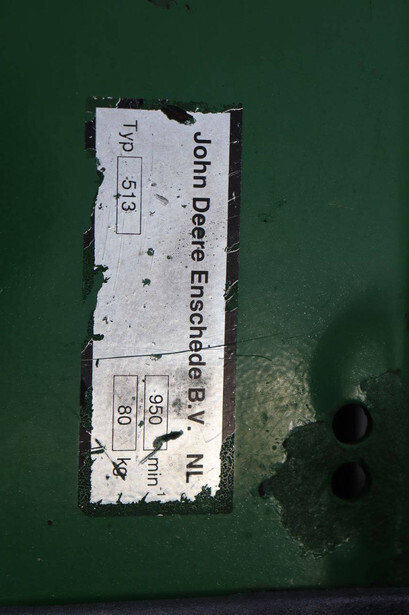 John Deere Enschede B.V. NL
950 min⁻¹
Typ 513 80 kg